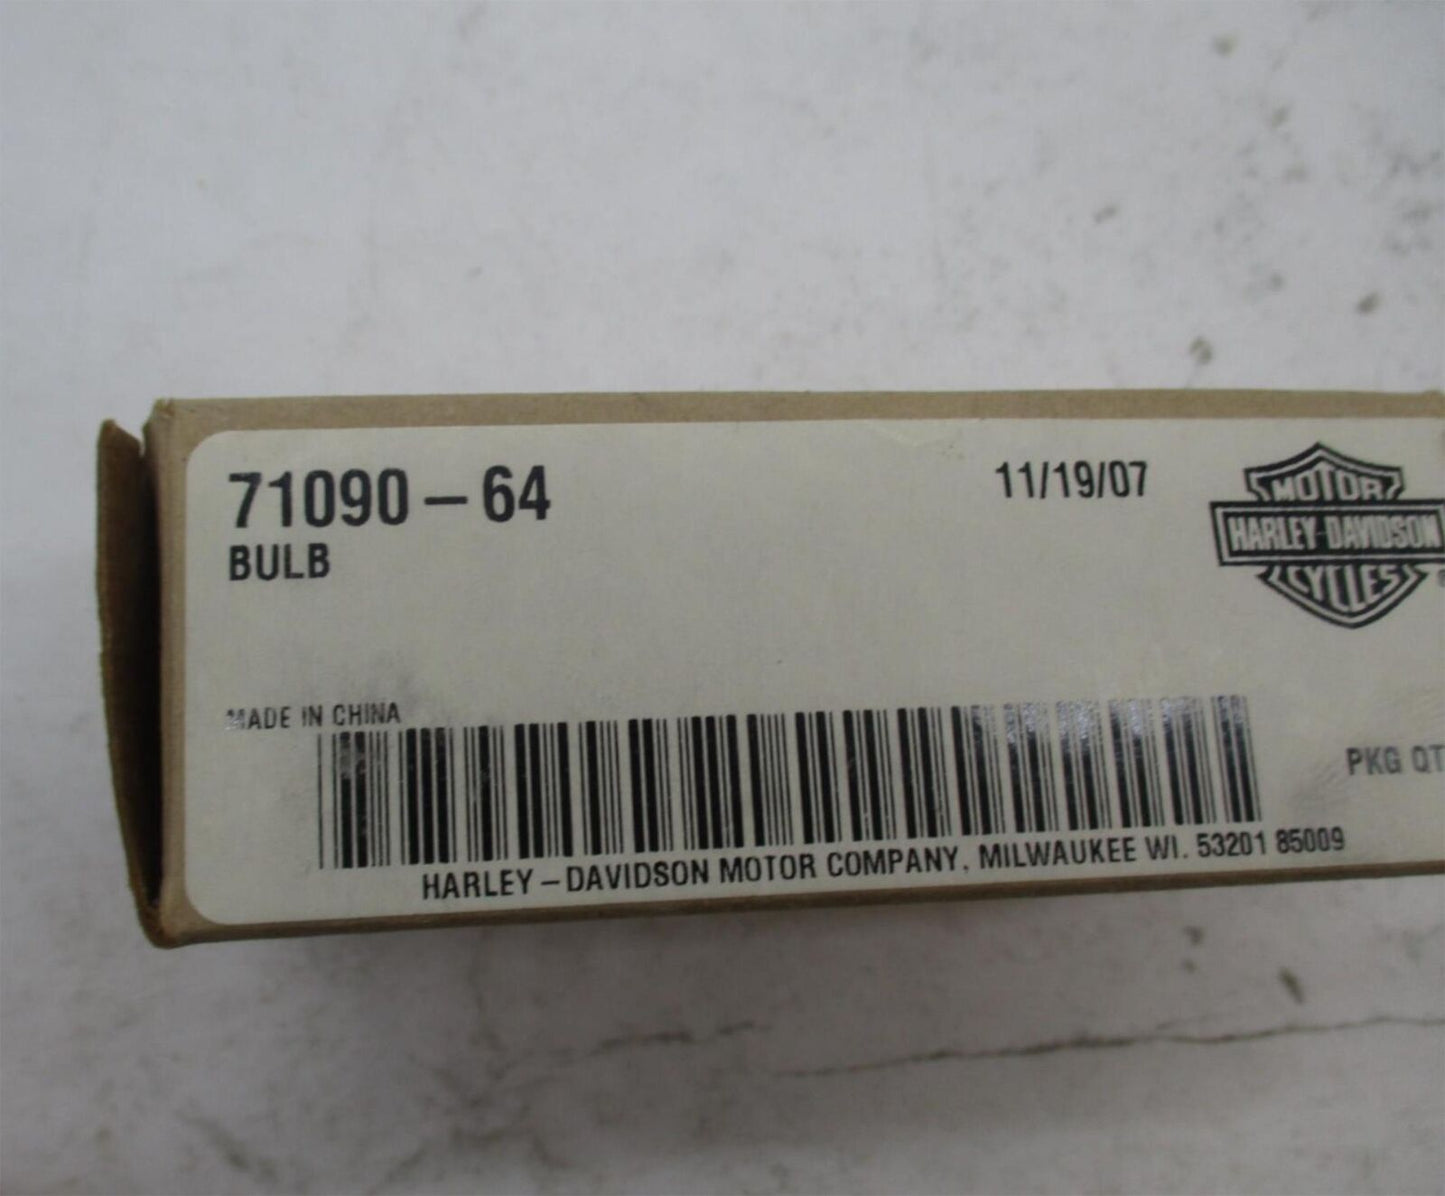 71090-64
BULB
11/19/07
MOTOR
HARLEY-DAVIDSON
CYCLES
MADE IN CHINA
PKG QT
HARLEY-DAVIDSON MOTOR COMPANY, MILWAUKEE WI. 53201 85009